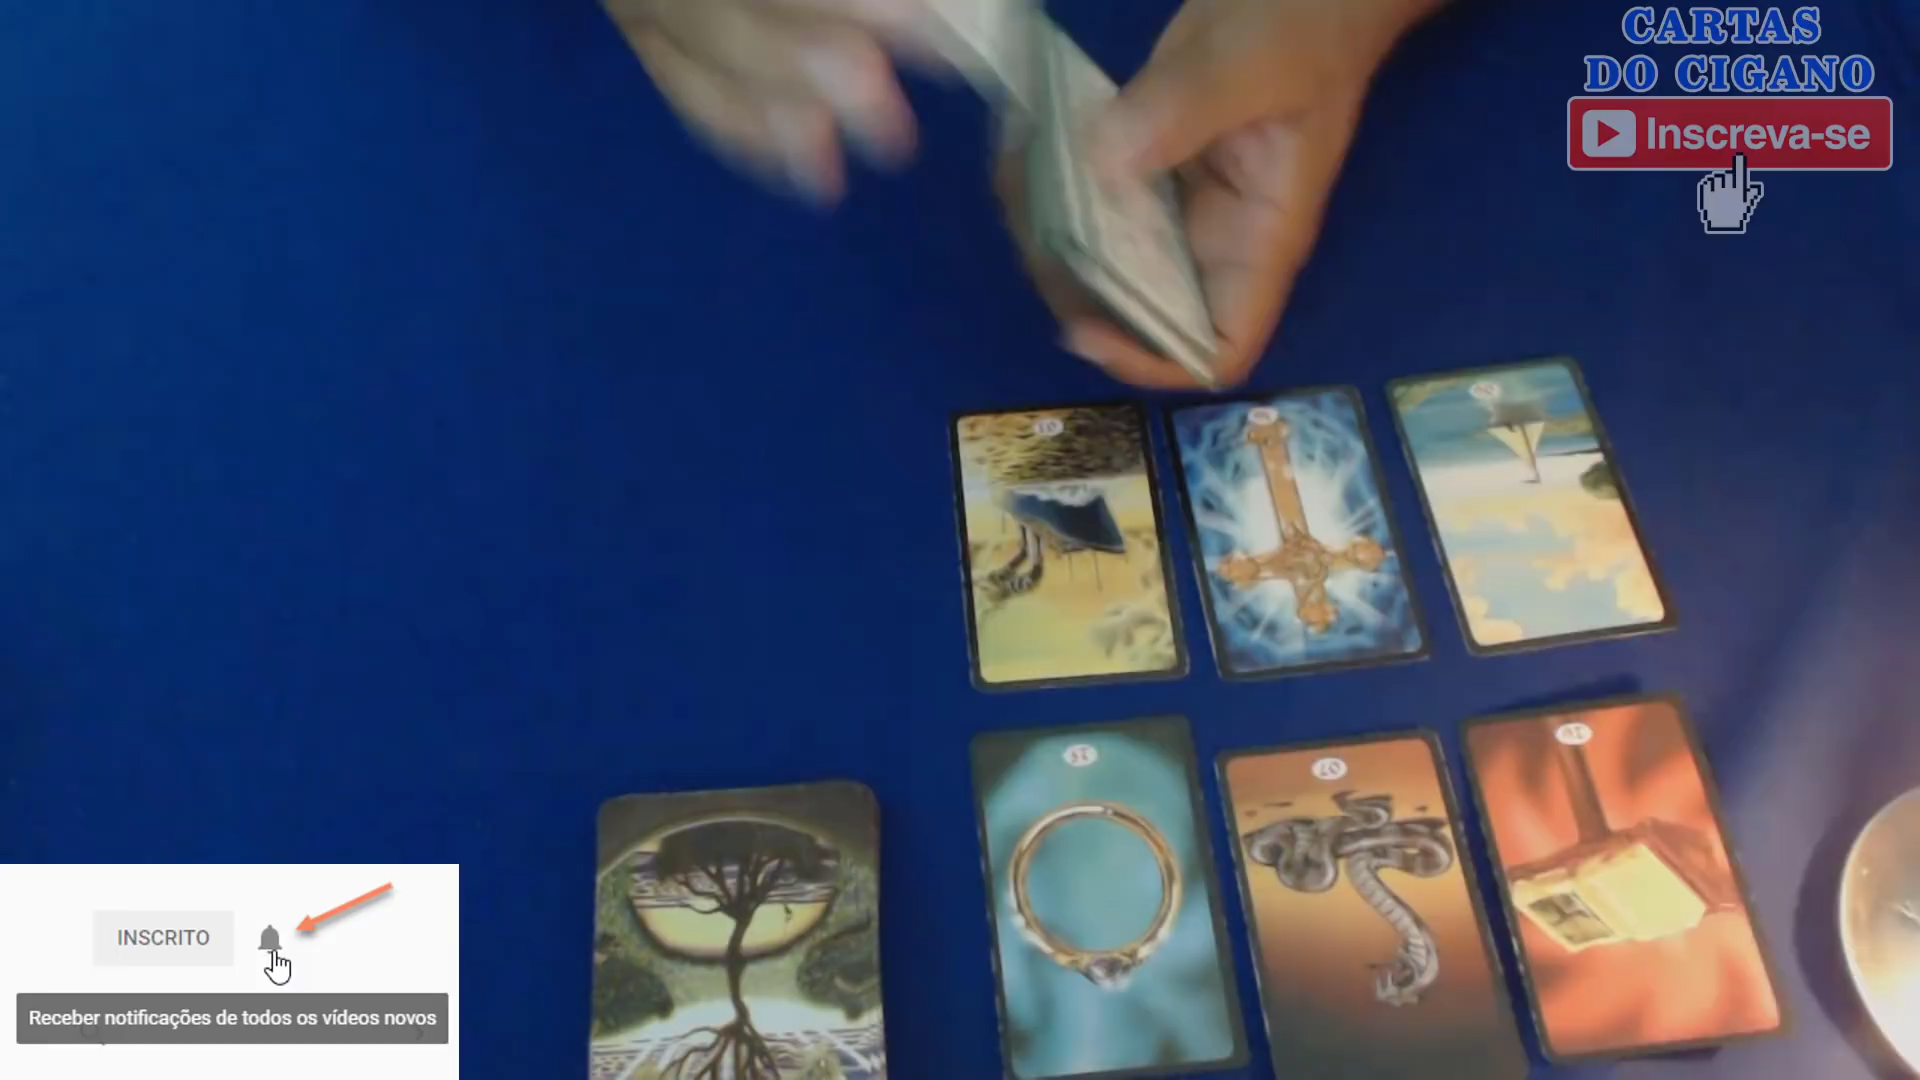 CARTAS
DO CIGANO
Inscreva-se
INSCRITO
Receber notificações de todos os vídeos novos